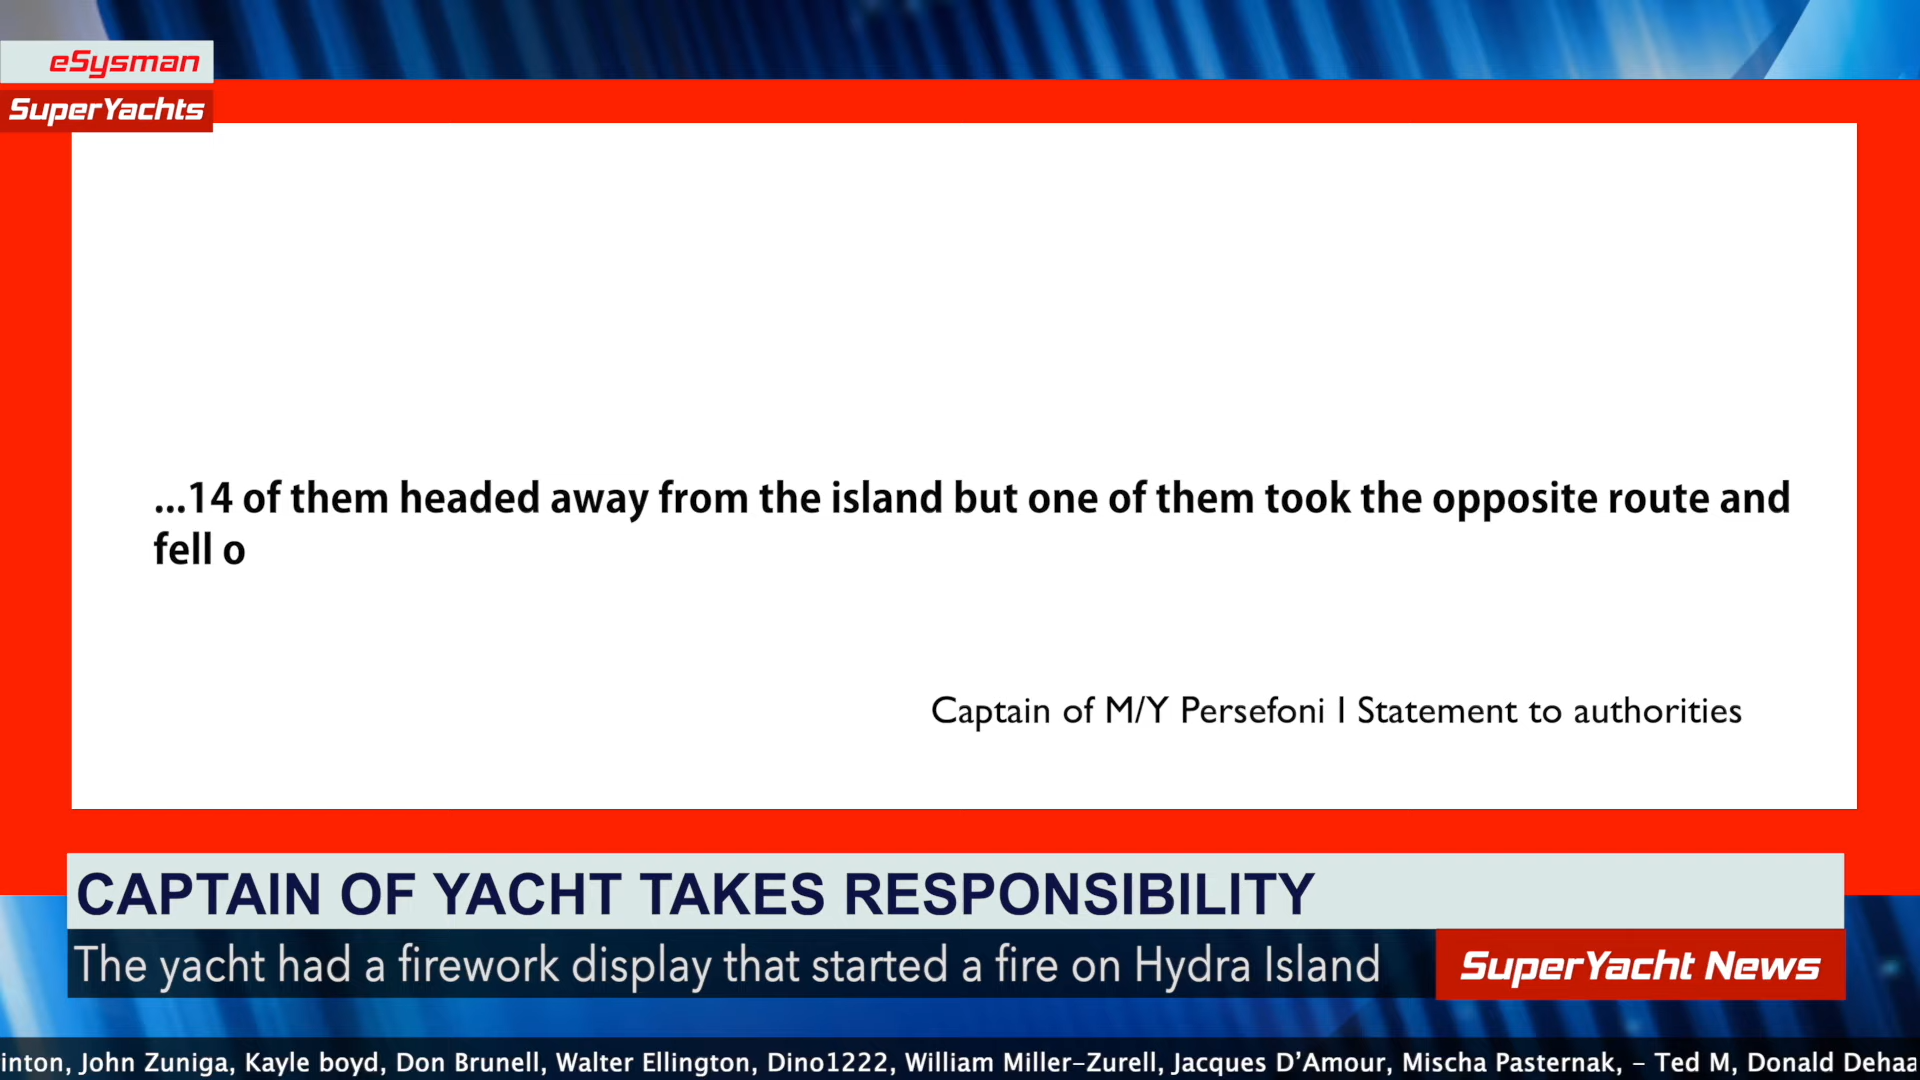 eSysman
SuperYachts
...14 of them headed away from the island but one of them took the opposite route and
fell o
Captain of M/Y Persefoni I Statement to authorities
CAPTAIN OF YACHT TAKES RESPONSIBILITY
The yacht had a firework display that started a fire on Hydra Island
SuperYacht News
inton, John Zuniga, Kayle boyd, Don Brunell, Walter Ellington, Dino1222, William Miller-Zurell, Jacques D’Amour, Mischa Pasternak, - Ted M, Donald Dehaa